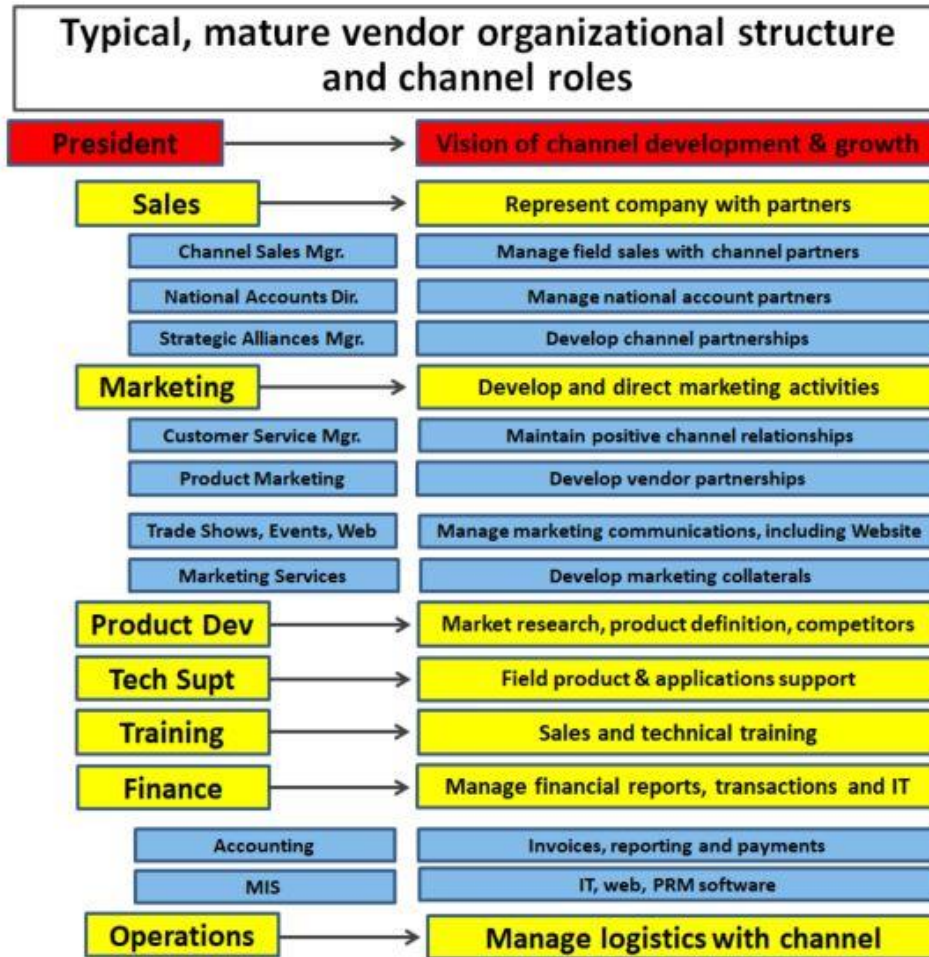 Typical, mature vendor organizational structure
and channel roles
President
Vision of channel development & growth
Sales
Represent company with partners
Channel Sales Mgr.
Manage field sales with channel partners
National Accounts Dir.
Manage national account partners
Strategic Alliances Mgr.
Develop channel partnerships
Marketing
Develop and direct marketing activities
Customer Service Mgr.
Maintain positive channel relationships
Product Marketing
Develop vendor partnerships
Trade Shows, Events, Web
Manage marketing communications, including Website
Marketing Services
Develop marketing collaterals
Product Dev
Market research, product definition, competitors
Tech Supt
Field product & applications support
Training
Sales and technical training
Finance
Manage financial reports, transactions and IT
Accounting
Invoices, reporting and payments
MIS
IT, web, PRM software
Operations
Manage logistics with channel